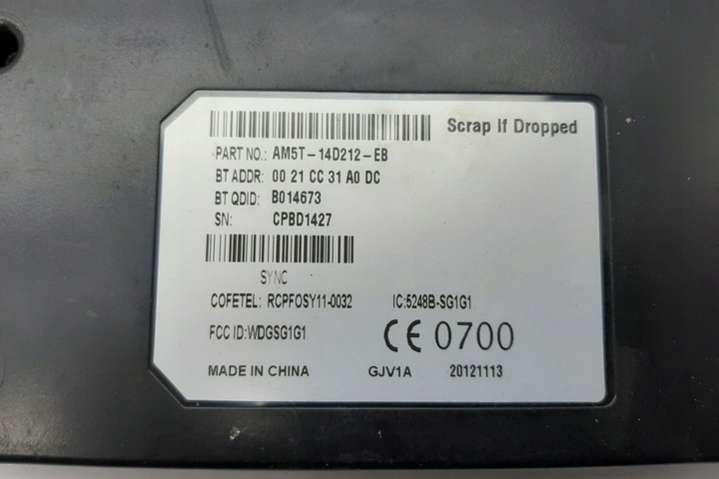 Scrap If Dropped
PART NO.: AM5T-14D212-EB
BT ADDR: 00 21 CC 31 A0 DC
BT QDID: B014673
SN: CPBD1427
SYNC
COFETEL: RCPFOSY11-0032 IC:5248B-SG1G1
FCC ID:WDGSG1G1 CE 0700
MADE IN CHINA GJV1A 20121113